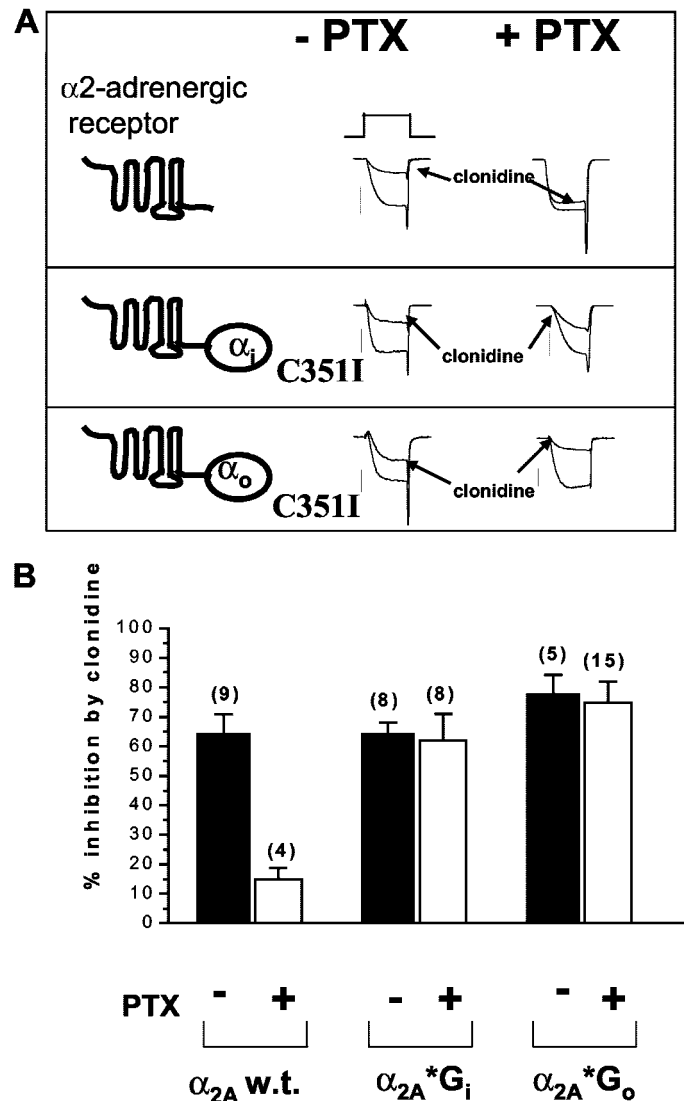 A
- PTX + PTX
α2-adrenergic
receptor
clonidine
αi
C351I
clonidine
αo
C351I
clonidine
B
% inhibition by clonidine
100
90
80
70
60
50
40
30
20
10
0
(9)
(4)
(8)
(8)
(5)
(15)
PTX - + - + - +
α2A w.t. α2A*Gi α2A*Go